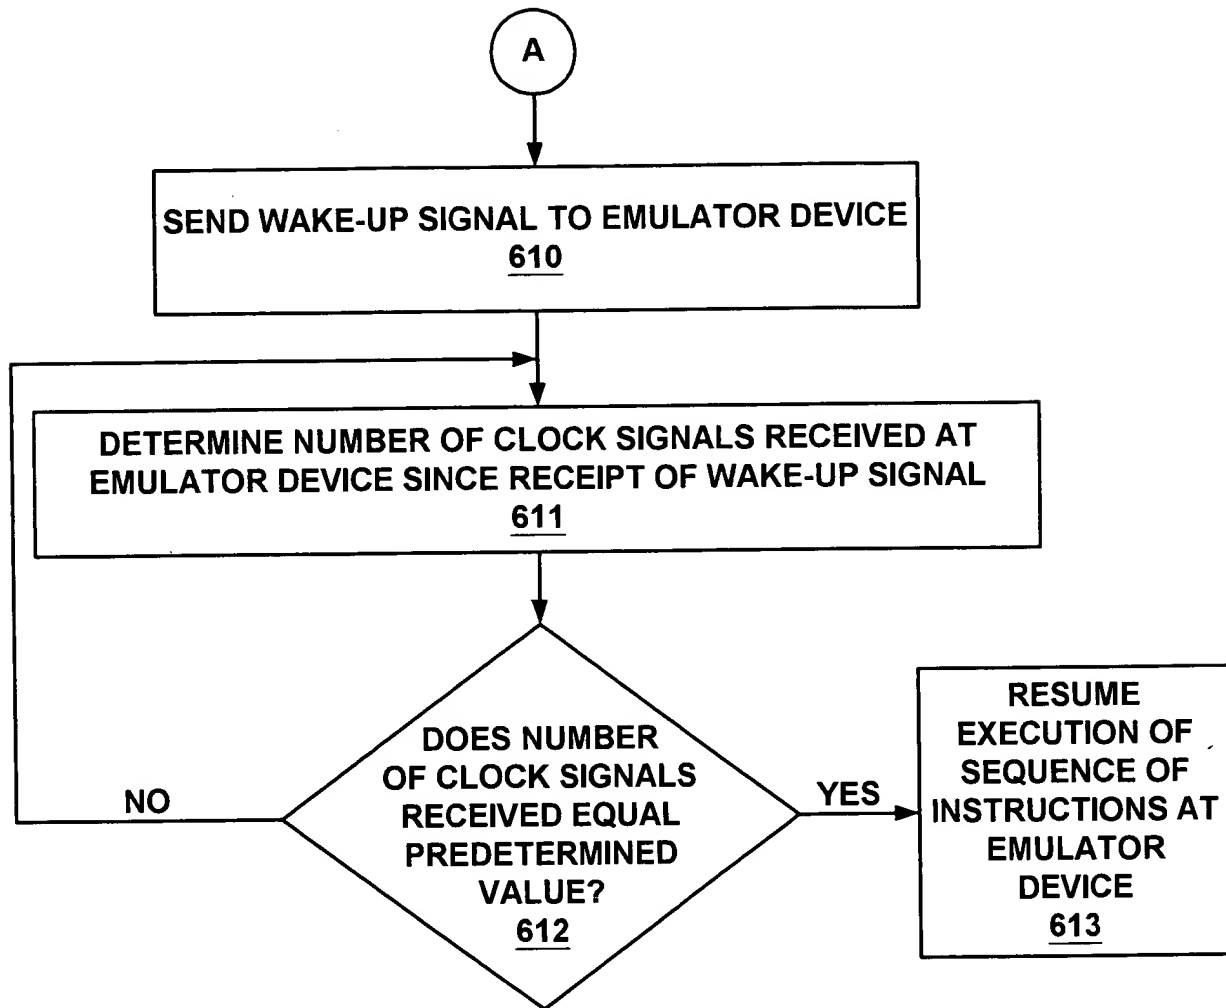 A
SEND WAKE-UP SIGNAL TO EMULATOR DEVICE
610
DETERMINE NUMBER OF CLOCK SIGNALS RECEIVED AT
EMULATOR DEVICE SINCE RECEIPT OF WAKE-UP SIGNAL
611
DOES NUMBER
OF CLOCK SIGNALS
RECEIVED EQUAL
PREDETERMINED
VALUE?
612
NO
YES
RESUME
EXECUTION OF
SEQUENCE OF
INSTRUCTIONS AT
EMULATOR
DEVICE
613